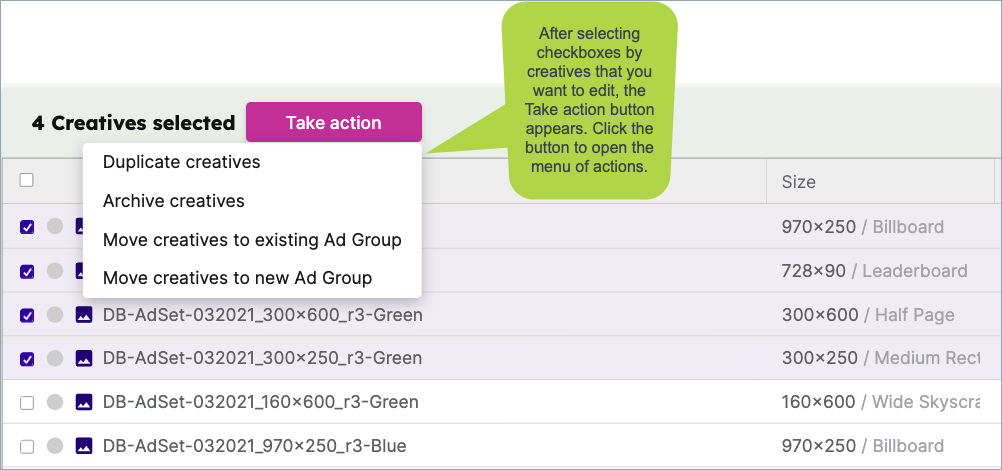 After selecting
checkboxes by
creatives that you
want to edit, the
Take action button
appears. Click the
button to open the
menu of actions.
4 Creatives selected
Take action
Duplicate creatives
Archive creatives
Move creatives to existing Ad Group
Move creatives to new Ad Group
Size
970×250 / Billboard
728×90 / Leaderboard
DB-AdSet-032021_300×600_r3-Green 300×600 / Half Page
DB-AdSet-032021_300×250_r3-Green 300×250 / Medium Rect
DB-AdSet-032021_160×600_r3-Green 160×600 / Wide Skyscra
DB-AdSet-032021_970×250_r3-Blue 970×250 / Billboard